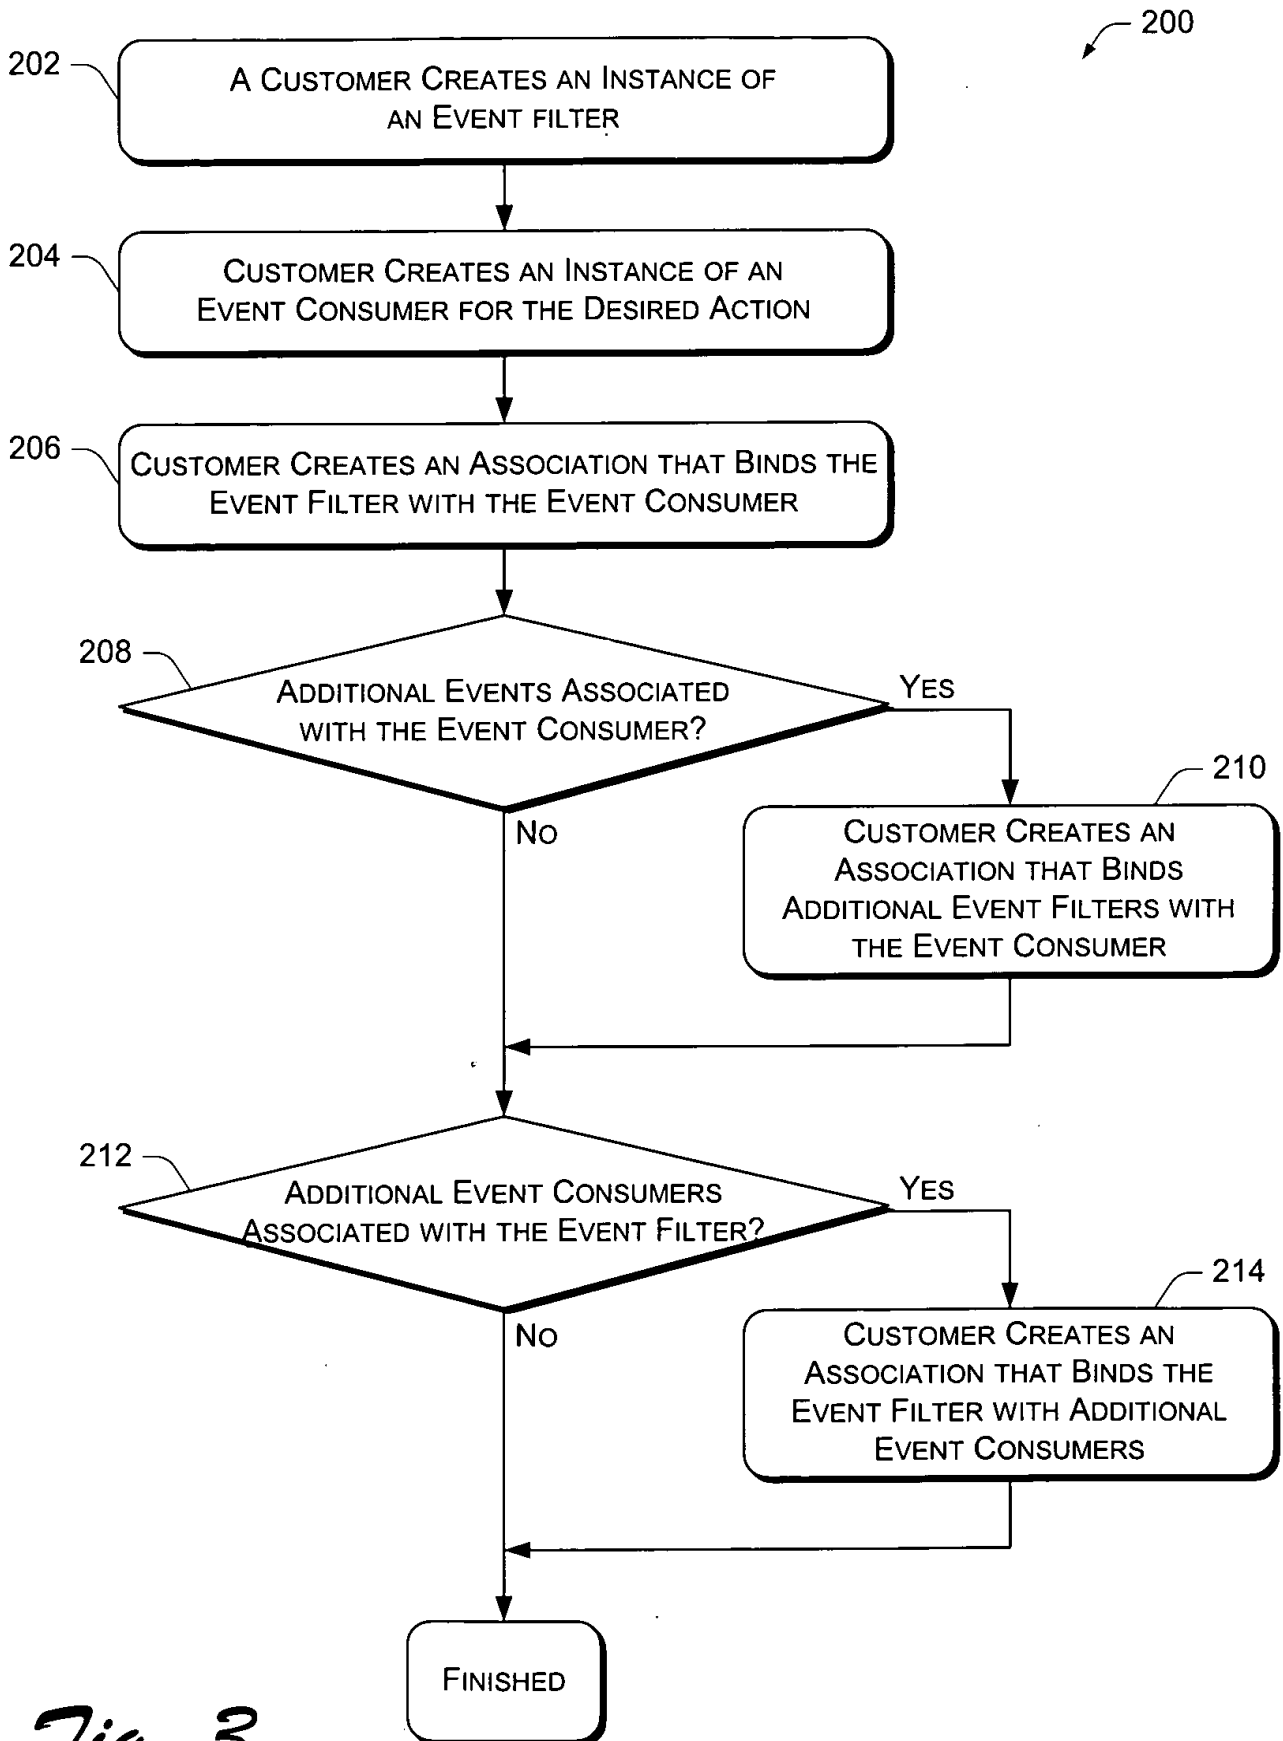 200
202
A CUSTOMER CREATES AN INSTANCE OF
AN EVENT FILTER
204
CUSTOMER CREATES AN INSTANCE OF AN
EVENT CONSUMER FOR THE DESIRED ACTION
206
CUSTOMER CREATES AN ASSOCIATION THAT BINDS THE
EVENT FILTER WITH THE EVENT CONSUMER
208
ADDITIONAL EVENTS ASSOCIATED
WITH THE EVENT CONSUMER?
YES
NO
210
CUSTOMER CREATES AN
ASSOCIATION THAT BINDS
ADDITIONAL EVENT FILTERS WITH
THE EVENT CONSUMER
212
ADDITIONAL EVENT CONSUMERS
ASSOCIATED WITH THE EVENT FILTER?
YES
NO
214
CUSTOMER CREATES AN
ASSOCIATION THAT BINDS THE
EVENT FILTER WITH ADDITIONAL
EVENT CONSUMERS
FINISHED
Fig. 3